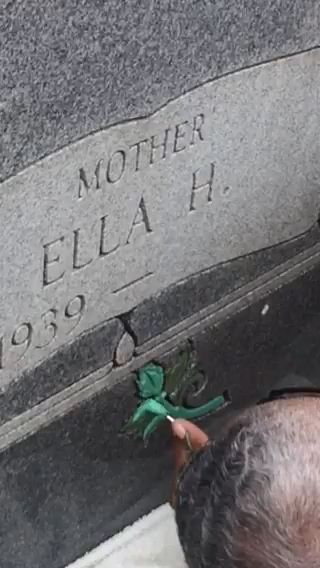 MOTHER
ELLA H.
1939 —